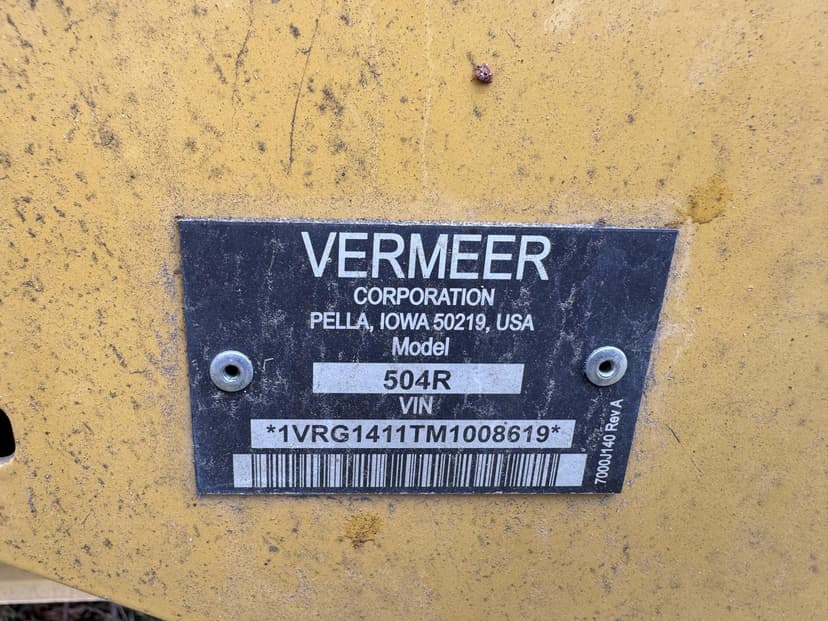 VERMEER
CORPORATION
PELLA, IOWA 50219, USA
Model
504R
VIN
*1VRG1411TM1008619*
7000J140 Rev A